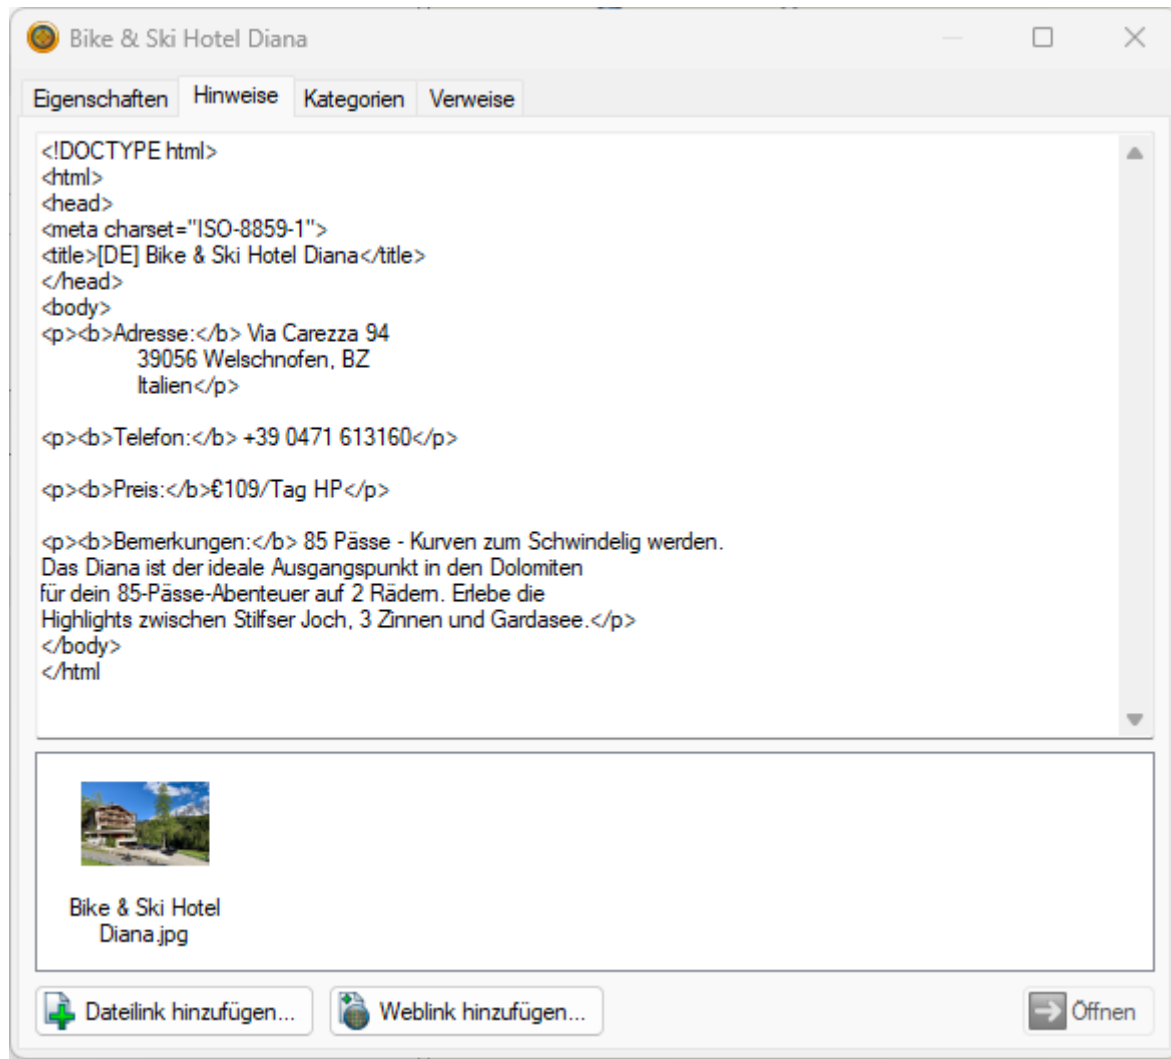 Bike & Ski Hotel Diana
Eigenschaften Hinweise Kategorien Verweise
<!DOCTYPE html>
<html>
<head>
<meta charset="ISO-8859-1">
<title>[DE] Bike & Ski Hotel Diana</title>
</head>
<body>
<p><b>Adresse:</b> Via Carezza 94
39056 Welschnofen, BZ
Italien</p>
<p><b>Telefon:</b> +39 0471 613160</p>
<p><b>Preis:</b>€109/Tag HP</p>
<p><b>Bemerkungen:</b> 85 Pässe - Kurven zum Schwindelig werden.
Das Diana ist der ideale Ausgangspunkt in den Dolomiten
für dein 85-Pässe-Abenteuer auf 2 Rädern. Erlebe die
Highlights zwischen Stilfser Joch, 3 Zinnen und Gardasee.</p>
</body>
</html
Bike & Ski Hotel
Diana.jpg
Dateilink hinzufügen... Weblink hinzufügen... Öffnen